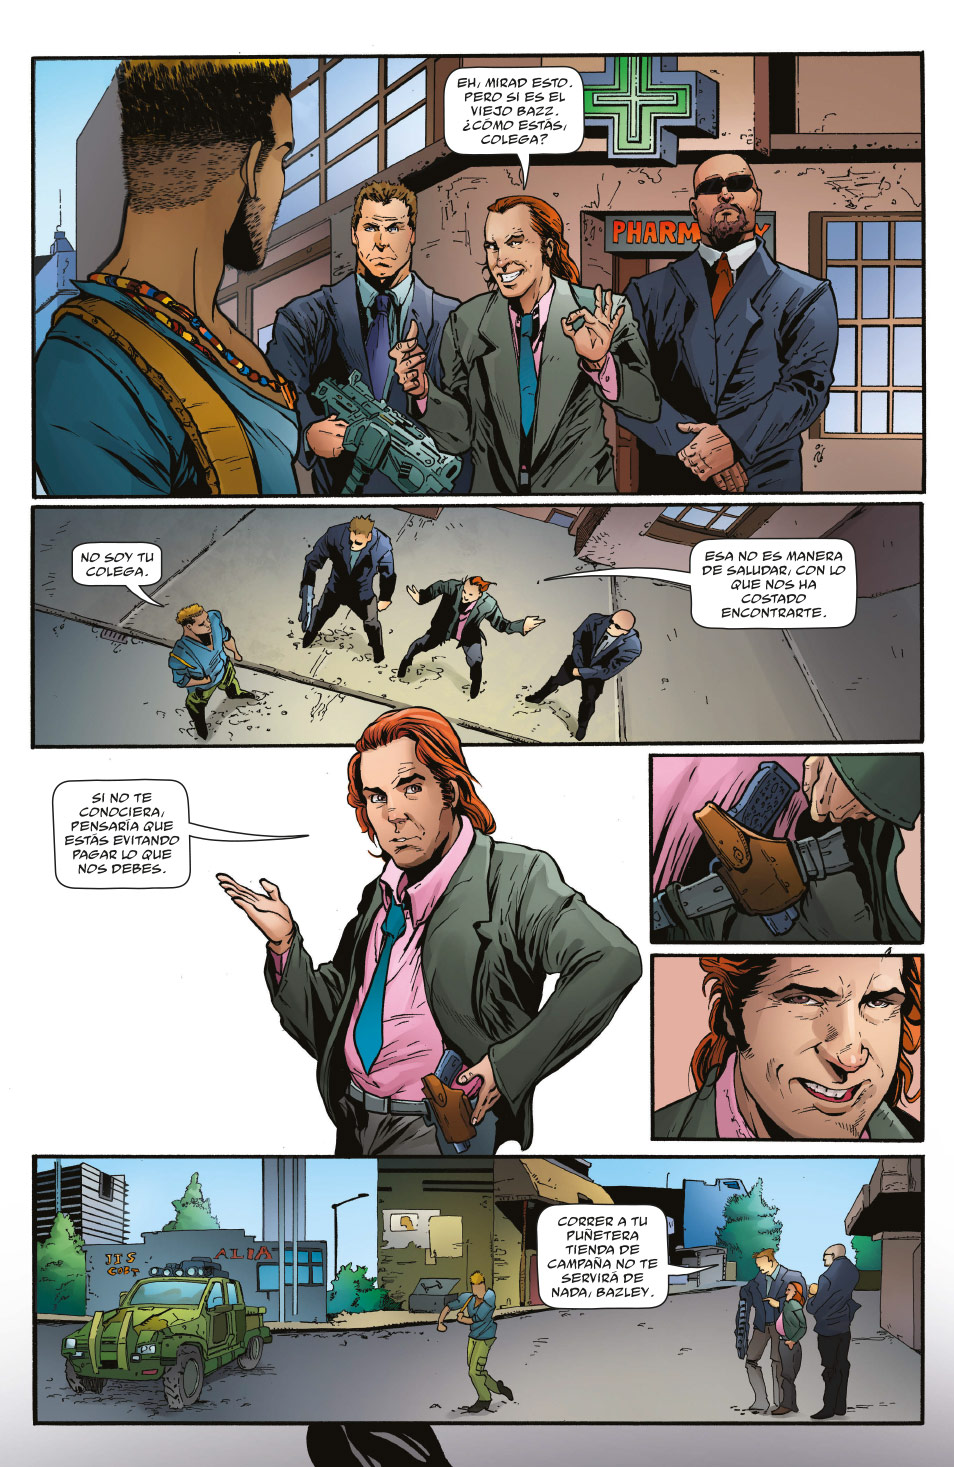 EH, MIRAD ESTO.
PERO SI ES EL
VIEJO BAZZ.
¿CÓMO ESTÁS,
COLEGA?
PHARM Y
NO SOY TU
COLEGA.
ESA NO ES MANERA
DE SALUDAR, CON LO
QUE NOS HA
COSTADO
ENCONTRARTE.
SI NO TE
CONOCIERA,
PENSARÍA QUE
ESTÁS EVITANDO
PAGAR LO QUE
NOS DEBES.
CORRER A TU
PUÑETERA
TIENDA DE
CAMPAÑA NO TE
SERVIRÁ DE
NADA, BAZLEY.
ALIA